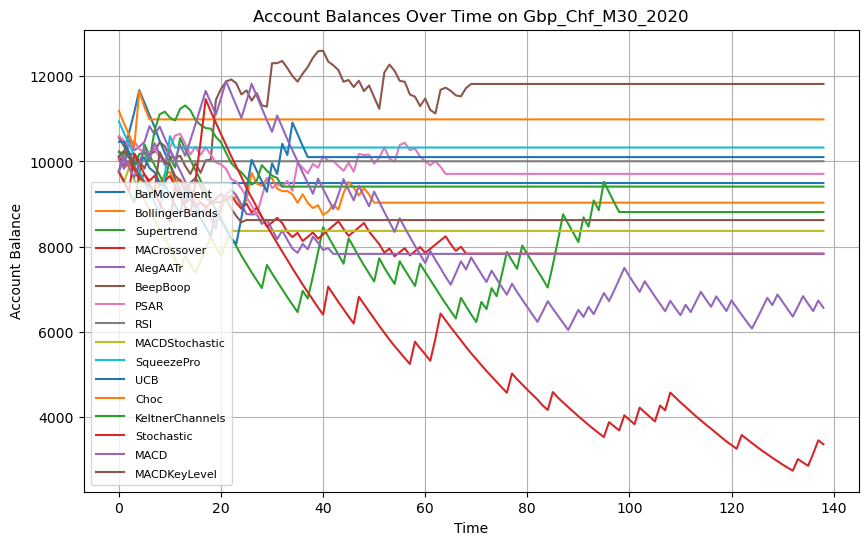 Account Balances Over Time on Gbp_Chf_M30_2020
Account Balance
12000
10000
8000
6000
4000
BarMovement
BollingerBands
Supertrend
MACrossover
AlegAATr
BeepBoop
PSAR
RSI
MACDStochastic
SqueezePro
UCB
Choc
KeltnerChannels
Stochastic
MACD
MACDKeyLevel
0 20 40 60 80 100 120 140
Time